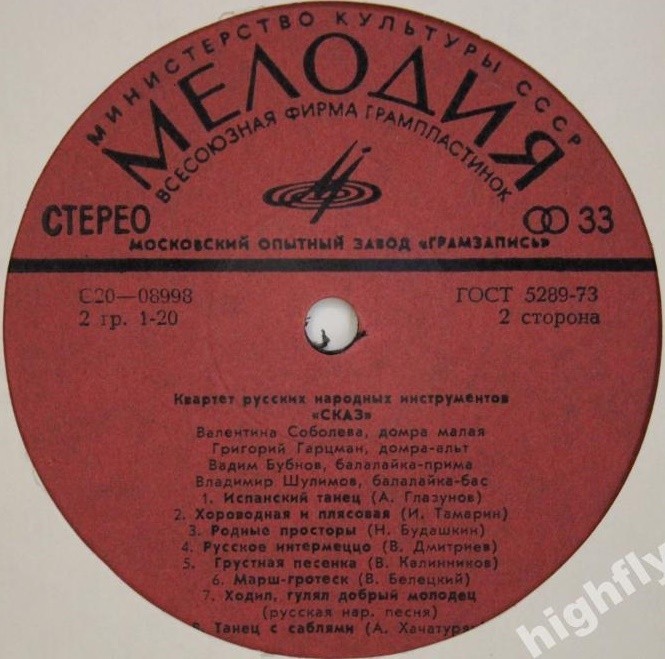 МИНИСТЕРСТВО КУЛЬТУРЫ СССР
МЕЛОДИЯ
ВСЕСОЮЗНАЯ ФИРМА ГРАМПЛАСТИНОК
СТЕРЕО 33
МОСКОВСКИЙ ОПЫТНЫЙ ЗАВОД «ГРАМЗАПИСЬ»
С20—08998 ГОСТ 5289-73
2 гр. 1-20 2 сторона
Квартет русских народных инструментов
«СКАЗ»
Валентина Соболева, домра малая
Григорий Гарцман, домра-альт
Вадим Бубнов, балалайка-прима
Владимир Шулимов, балалайка-бас
1. Испанский танец (А. Глазунов)
2. Хороводная и плясовая (И. Тамарин)
3. Родные просторы (Н. Будашкин)
4. Русское интермеццо (В. Дмитриев)
5. Грустная песенка (В. Калинников)
6. Марш-гротеск (В. Белецкий)
7. Ходил, гулял добрый молодец
(русская нар. песня)
8. Танец с саблями (А. Хачатурян)
highfly